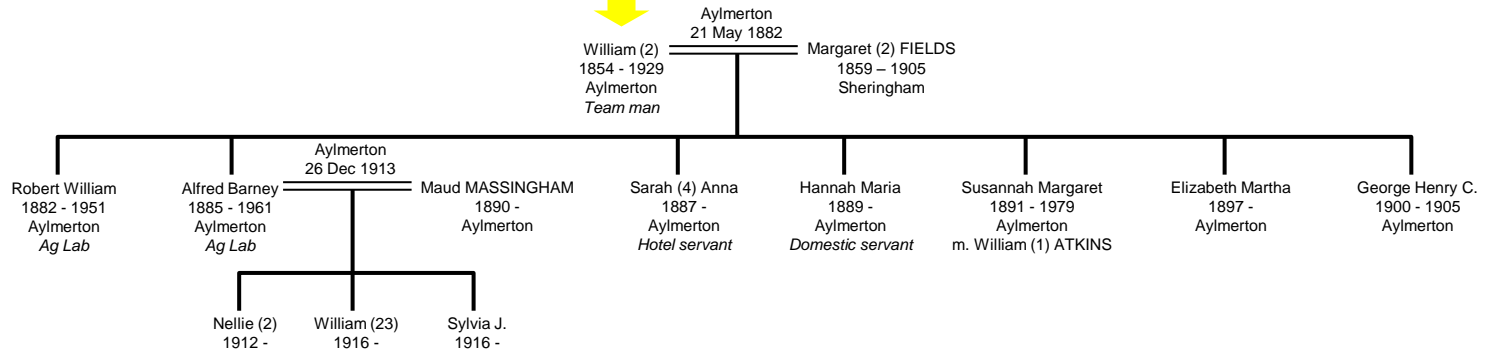 Aylmerton
21 May 1882
William (2)
1854 - 1929
Aylmerton
Team man
Margaret (2) FIELDS
1859 – 1905
Sheringham
Robert William
1882 - 1951
Aylmerton
Ag Lab
Alfred Barney
1885 - 1961
Aylmerton
Ag Lab
Aylmerton
26 Dec 1913
Maud MASSINGHAM
1890 -
Aylmerton
Sarah (4) Anna
1887 -
Aylmerton
Hotel servant
Hannah Maria
1889 -
Aylmerton
Domestic servant
Susannah Margaret
1891 - 1979
Aylmerton
m. William (1) ATKINS
Elizabeth Martha
1897 -
Aylmerton
George Henry C.
1900 - 1905
Aylmerton
Nellie (2)
1912 -
William (23)
1916 -
Sylvia J.
1916 -